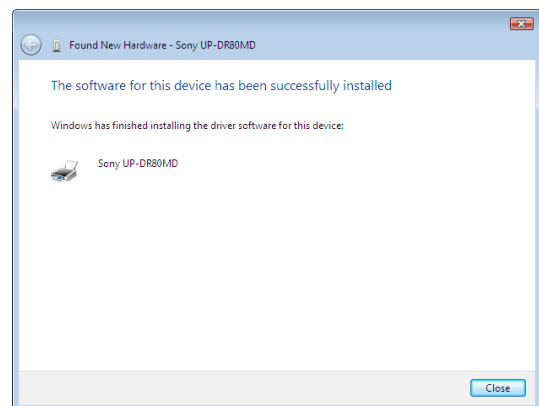 Found New Hardware - Sony UP-DR80MD
The software for this device has been successfully installed
Windows has finished installing the driver software for this device:
Sony UP-DR80MD
Close